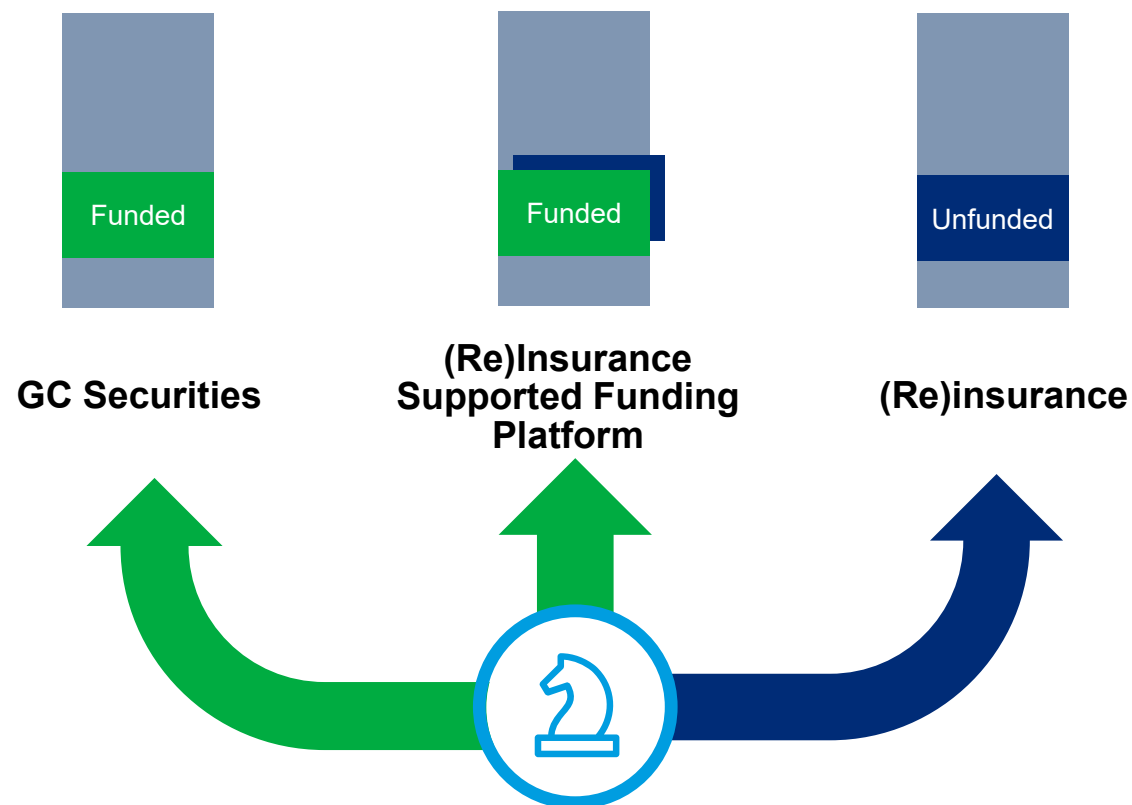 Funded
Funded
Unfunded
GC Securities
(Re)Insurance
Supported Funding
Platform
(Re)insurance